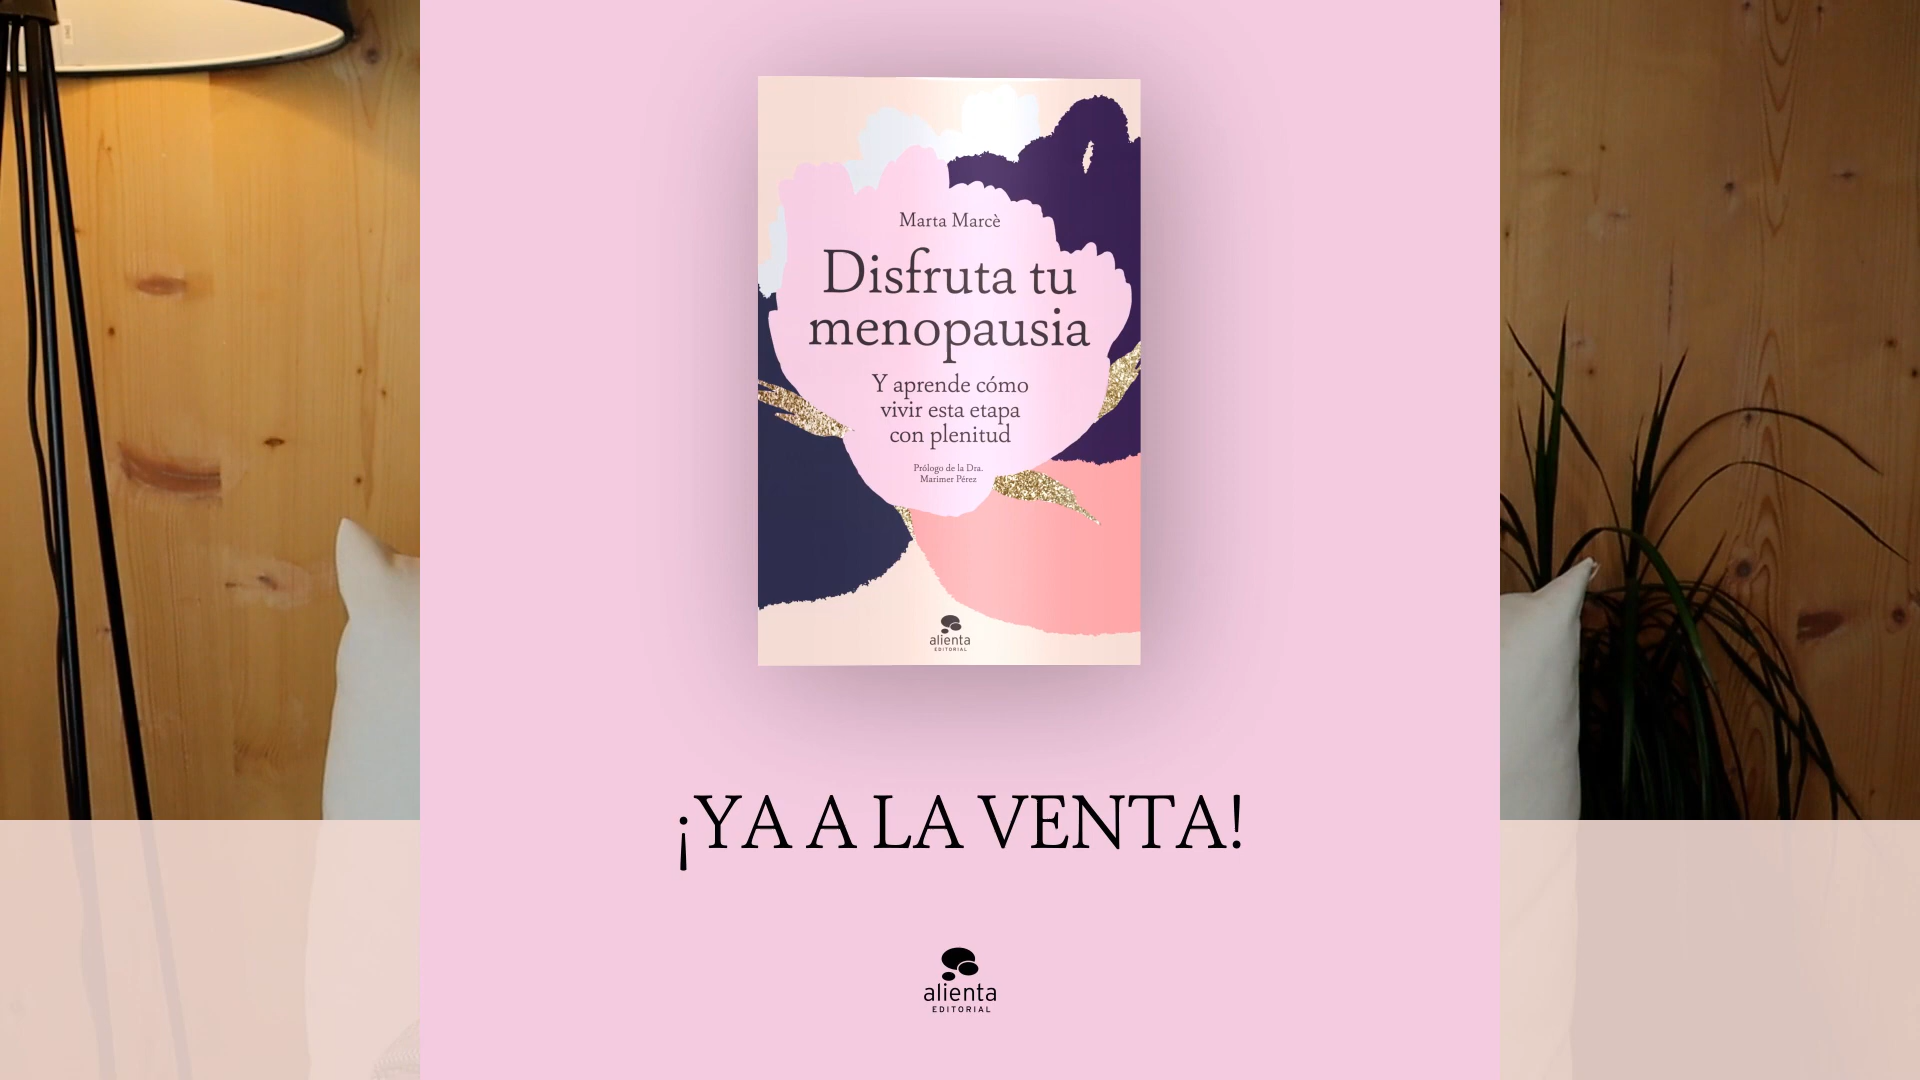 Marta Marcè
Disfruta tu
menopausia
Y aprende cómo
vivir esta etapa
con plenitud
Prólogo de la Dra.
Marimer Pérez
alienta
EDITORIAL
¡YA A LA VENTA!
alienta
EDITORIAL